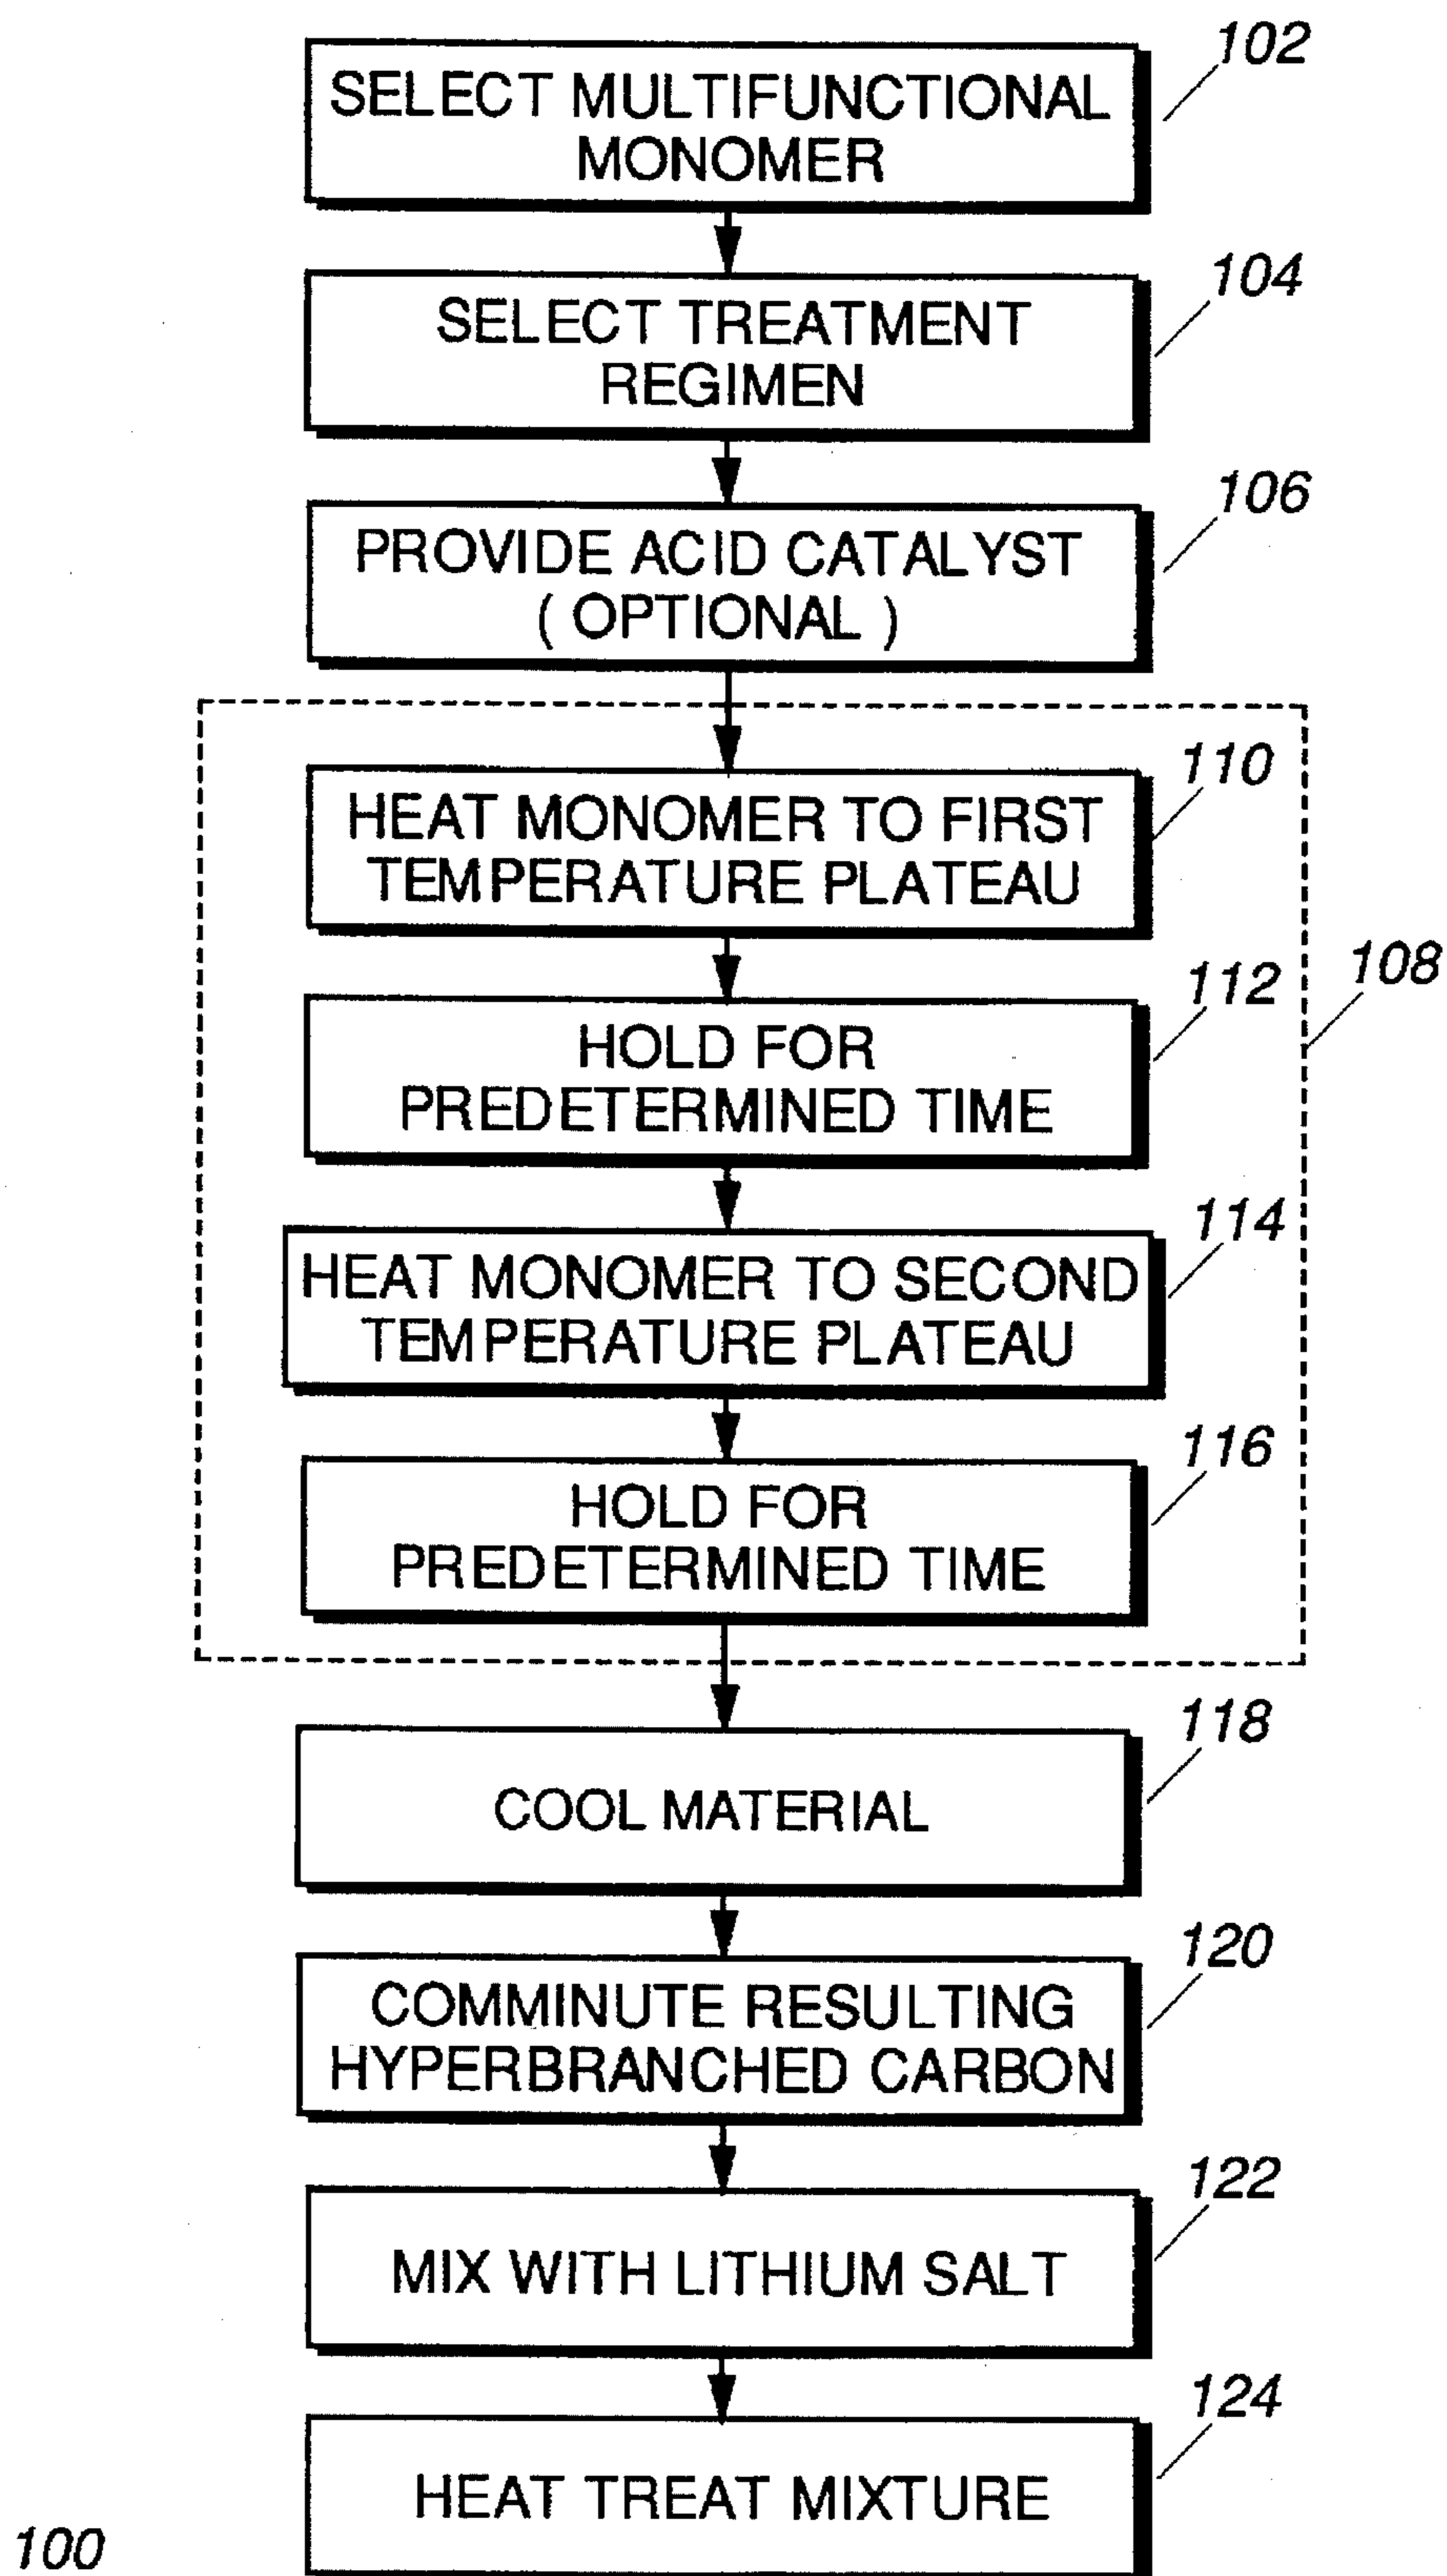 102
SELECT MULTIFUNCTIONAL
MONOMER
104
SELECT TREATMENT
REGIMEN
106
PROVIDE ACID CATALYST
( OPTIONAL )
108
110
HEAT MONOMER TO FIRST
TEMPERATURE PLATEAU
112
HOLD FOR
PREDETERMINED TIME
114
HEAT MONOMER TO SECOND
TEMPERATURE PLATEAU
116
HOLD FOR
PREDETERMINED TIME
118
COOL MATERIAL
120
COMMINUTE RESULTING
HYPERBRANCHED CARBON
122
MIX WITH LITHIUM SALT
124
HEAT TREAT MIXTURE
100